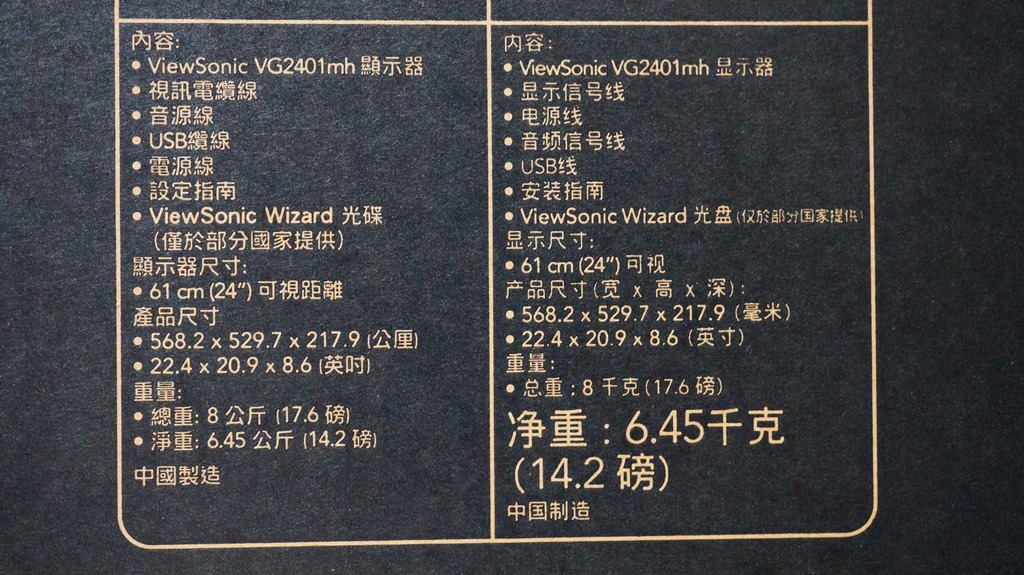 內容:
• ViewSonic VG2401mh 顯示器
• 視訊電纜線
• 音源線
• USB纜線
• 電源線
• 設定指南
• ViewSonic Wizard 光碟
(僅於部分國家提供)
顯示器尺寸:
• 61 cm (24") 可視距離
產品尺寸
• 568.2 x 529.7 x 217.9 (公厘)
• 22.4 x 20.9 x 8.6 (英吋)
重量:
• 總重: 8 公斤 (17.6 磅)
• 淨重: 6.45 公斤 (14.2 磅)
中國製造
内容:
• ViewSonic VG2401mh 显示器
• 显示信号线
• 电源线
• 音频信号线
• USB线
• 安装指南
• ViewSonic Wizard 光盘 (仅於部分国家提供)
显示尺寸:
• 61 cm (24") 可视
产品尺寸(宽 x 高 x 深):
• 568.2 x 529.7 x 217.9 (毫米)
• 22.4 x 20.9 x 8.6 (英寸)
重量:
• 总重 ; 8 千克 (17.6 磅)
净重 : 6.45千克
(14.2 磅)
中国制造